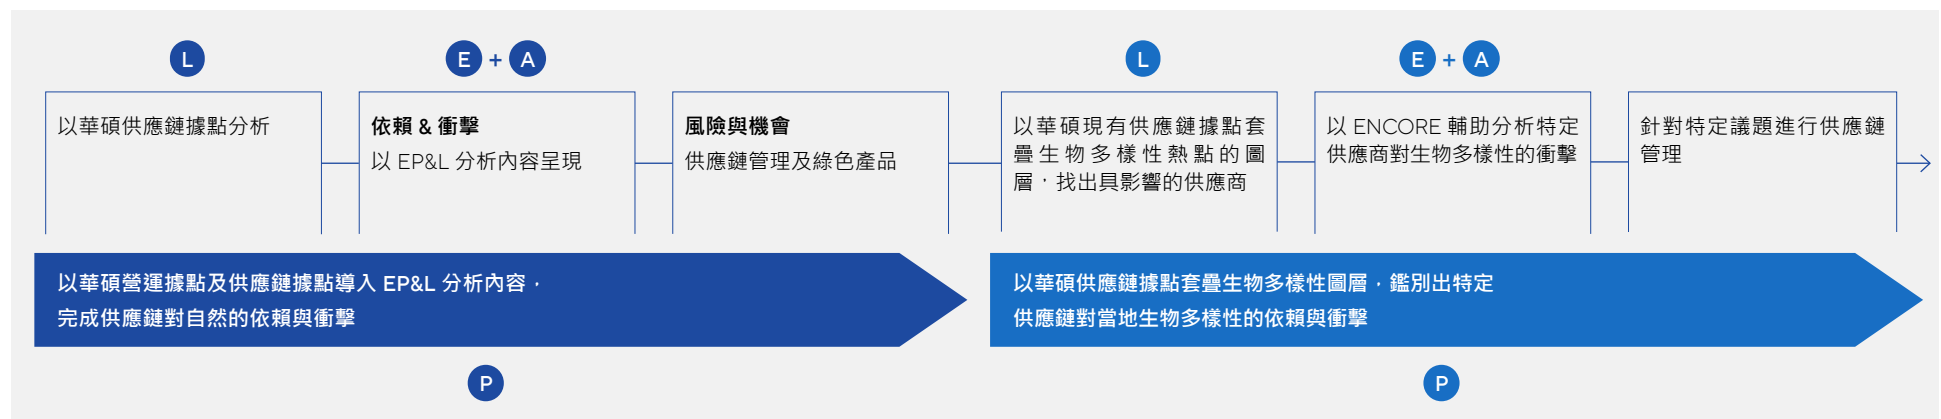 L
以華碩供應鏈據點分析
E + A
依賴 & 衝擊
以 EP&L 分析內容呈現
風險與機會
供應鏈管理及綠色產品
L
以華碩現有供應鏈據點套
疊生物多樣性熱點的圖
層，找出具影響的供應商
E + A
以 ENCORE 輔助分析特定
供應商對生物多樣性的衝擊
針對特定議題進行供應鏈
管理
以華碩營運據點及供應鏈據點導入 EP&L 分析內容，
完成供應鏈對自然的依賴與衝擊
P
以華碩供應鏈據點套疊生物多樣性圖層，鑑別出特定
供應鏈對當地生物多樣性的依賴與衝擊
P